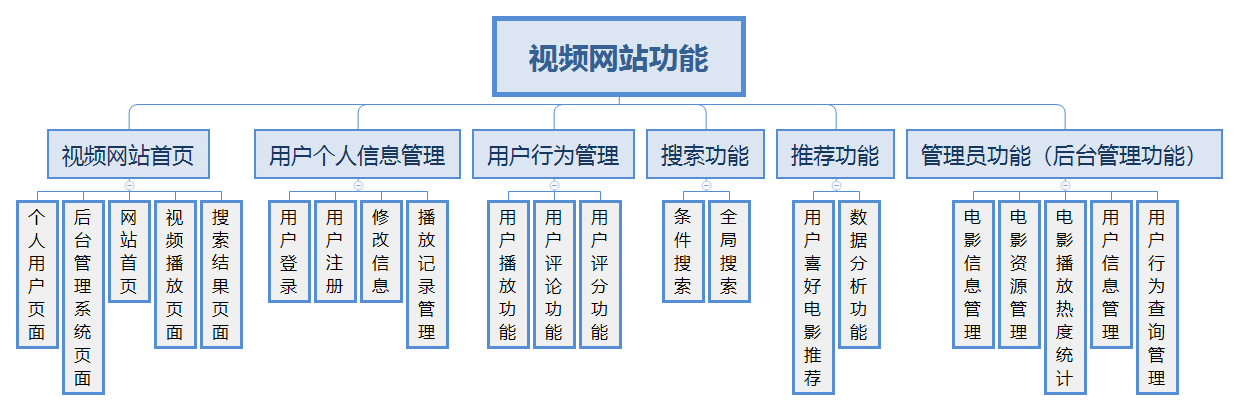 视频网站功能
视频网站首页
用户个人信息管理
用户行为管理
搜索功能
推荐功能
管理员功能（后台管理功能）
个人用户页面
后台管理系统页面
网站首页
视频播放页面
搜索结果页面
用户登录
用户注册
修改信息
播放记录管理
用户播放功能
用户评论功能
用户评分功能
条件搜索
全局搜索
用户喜好电影推荐
数据分析功能
电影信息管理
电影资源管理
电影播放热度统计
用户信息管理
用户行为查询管理